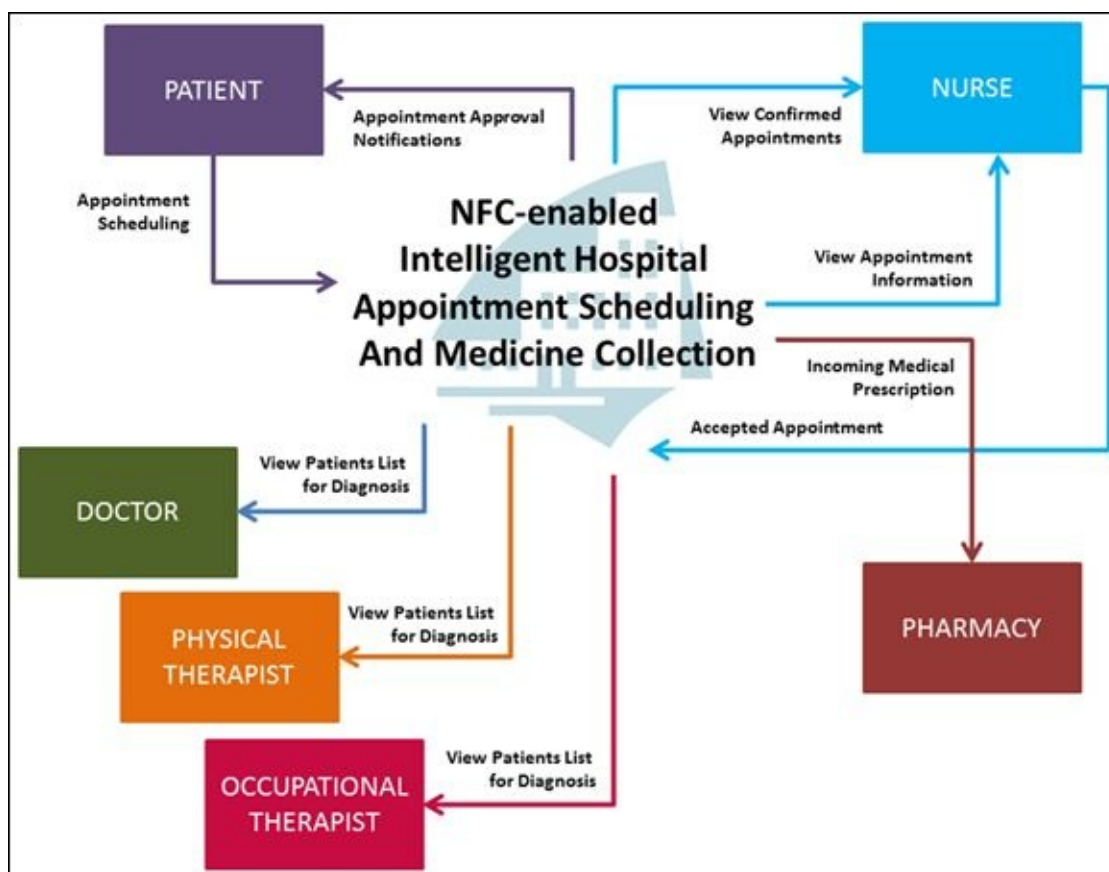 PATIENT
Appointment Approval
Notifications
View Confirmed
Appointments
NURSE
Appointment
Scheduling
NFC-enabled
Intelligent Hospital
Appointment Scheduling
And Medicine Collection
View Appointment
Information
Incoming Medical
Prescription
Accepted Appointment
View Patients List
for Diagnosis
DOCTOR
View Patients List
for Diagnosis
PHYSICAL
THERAPIST
PHARMACY
View Patients List
for Diagnosis
OCCUPATIONAL
THERAPIST